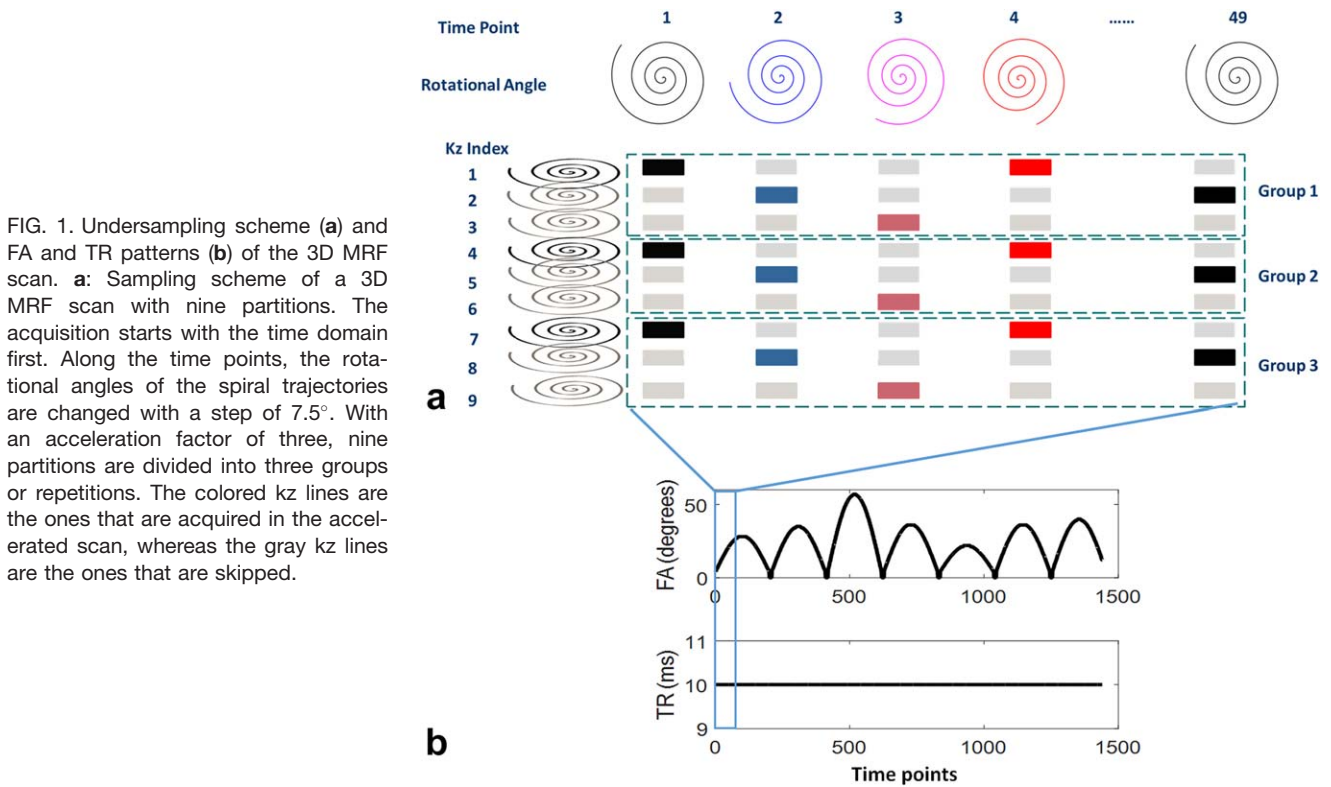 FIG. 1. Undersampling scheme (a) and
FA and TR patterns (b) of the 3D MRF
scan. a: Sampling scheme of a 3D
MRF scan with nine partitions. The
acquisition starts with the time domain
first. Along the time points, the rota-
tional angles of the spiral trajectories
are changed with a step of 7.5°. With
an acceleration factor of three, nine
partitions are divided into three groups
or repetitions. The colored kz lines are
the ones that are acquired in the accel-
erated scan, whereas the gray kz lines
are the ones that are skipped.
Time Point 1 2 3 4 ...... 49
Rotational Angle
Kz Index
1
2
3
4
5
6
7
8
9
Group 1
Group 2
Group 3
a
FA (degrees)
50
0
0 500 1000 1500
TR (ms)
11
10
9
0 500 1000 1500
Time points
b